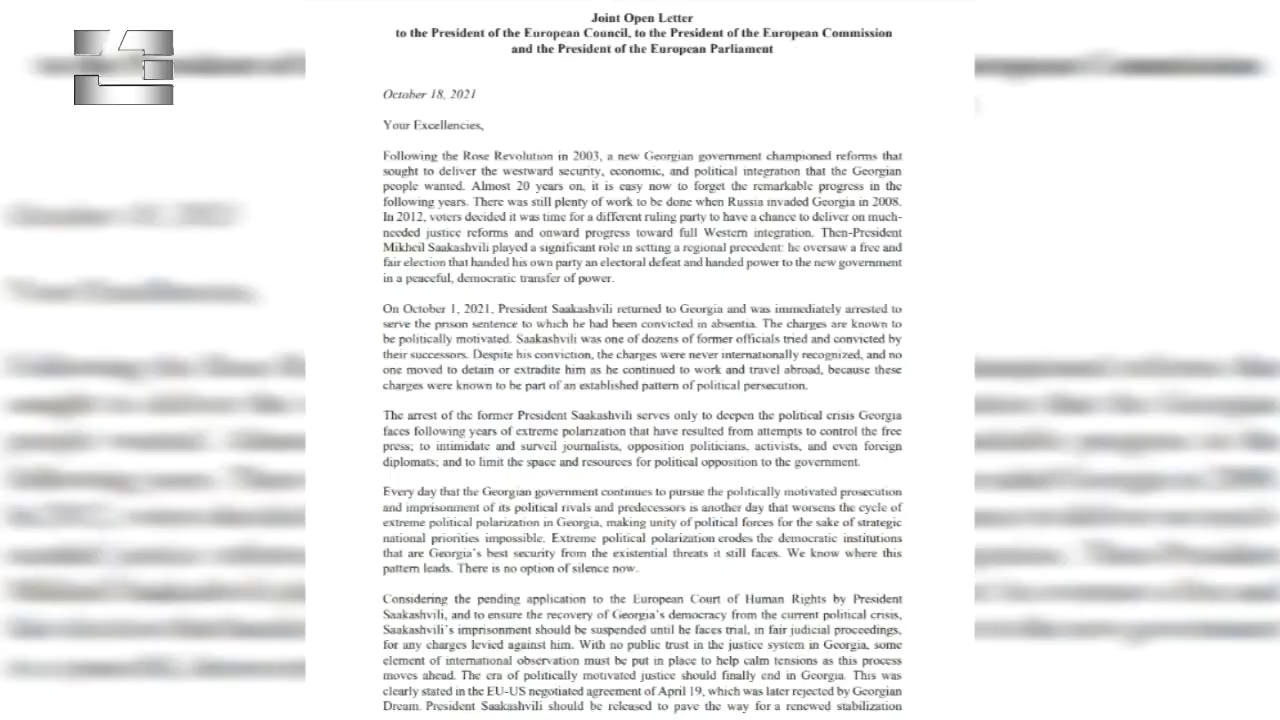 Joint Open Letter
to the President of the European Council, to the President of the European Commission
and the President of the European Parliament
October 18, 2021
Your Excellencies,
Following the Rose Revolution in 2003, a new Georgian government championed reforms that
sought to deliver the westward security, economic, and political integration that the Georgian
people wanted. Almost 20 years on, it is easy now to forget the remarkable progress in the
following years. There was still plenty of work to be done when Russia invaded Georgia in 2008.
In 2012, voters decided it was time for a different ruling party to have a chance to deliver on much-
needed justice reforms and onward progress toward full Western integration. Then-President
Mikheil Saakashvili played a significant role in setting a regional precedent: he oversaw a free and
fair election that handed his own party an electoral defeat and handed power to the new government
in a peaceful, democratic transfer of power.
On October 1, 2021, President Saakashvili returned to Georgia and was immediately arrested to
serve the prison sentence to which he had been convicted in absentia. The charges are known to
be politically motivated. Saakashvili was one of dozens of former officials tried and convicted by
their successors. Despite his conviction, the charges were never internationally recognized, and no
one moved to detain or extradite him as he continued to work and travel abroad, because these
charges were known to be part of an established pattern of political persecution.
The arrest of the former President Saakashvili serves only to deepen the political crisis Georgia
faces following years of extreme polarization that have resulted from attempts to control the free
press; to intimidate and surveil journalists, opposition politicians, activists, and even foreign
diplomats; and to limit the space and resources for political opposition to the government.
Every day that the Georgian government continues to pursue the politically motivated prosecution
and imprisonment of its political rivals and predecessors is another day that worsens the cycle of
extreme political polarization in Georgia, making unity of political forces for the sake of strategic
national priorities impossible. Extreme political polarization erodes the democratic institutions
that are Georgia's best security from the existential threats it still faces. We know where this
pattern leads. There is no option of silence now.
Considering the pending application to the European Court of Human Rights by President
Saakashvili, and to ensure the recovery of Georgia's democracy from the current political crisis,
Saakashvili's imprisonment should be suspended until he faces trial, in fair judicial proceedings,
for any charges levied against him. With no public trust in the justice system in Georgia, some
element of international observation must be put in place to help calm tensions as this process
moves ahead. The era of politically motivated justice should finally end in Georgia. This was
clearly stated in the EU-US negotiated agreement of April 19, which was later rejected by Georgian
Dream. President Saakashvili should be released to pave the way for a renewed stabilization